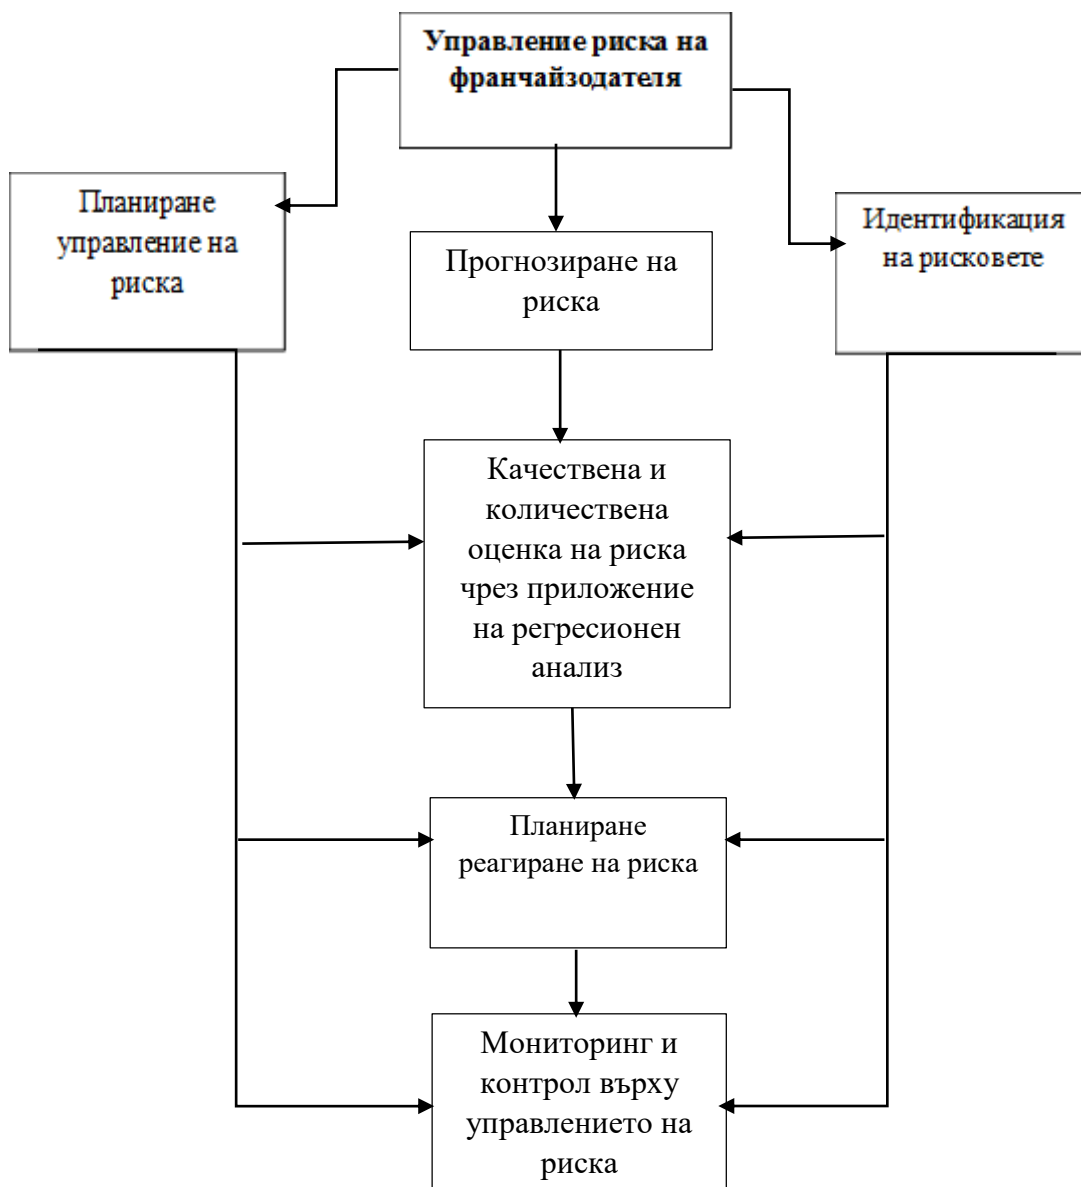 Управление риска на
франчайзодателя
Планиране
управление на
риска
Прогнозиране на
риска
Идентификация
на рисковете
Качествена и
количествена
оценка на риска
чрез приложение
на регресионен
анализ
Планиране
реагиране на риска
Мониторинг и
контрол върху
управлението на
риска